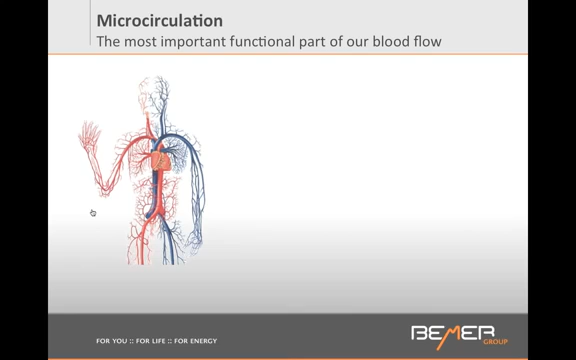 Microcirculation
The most important functional part of our blood flow
FOR YOU :: FOR LIFE :: FOR ENERGY
BEMER
GROUP